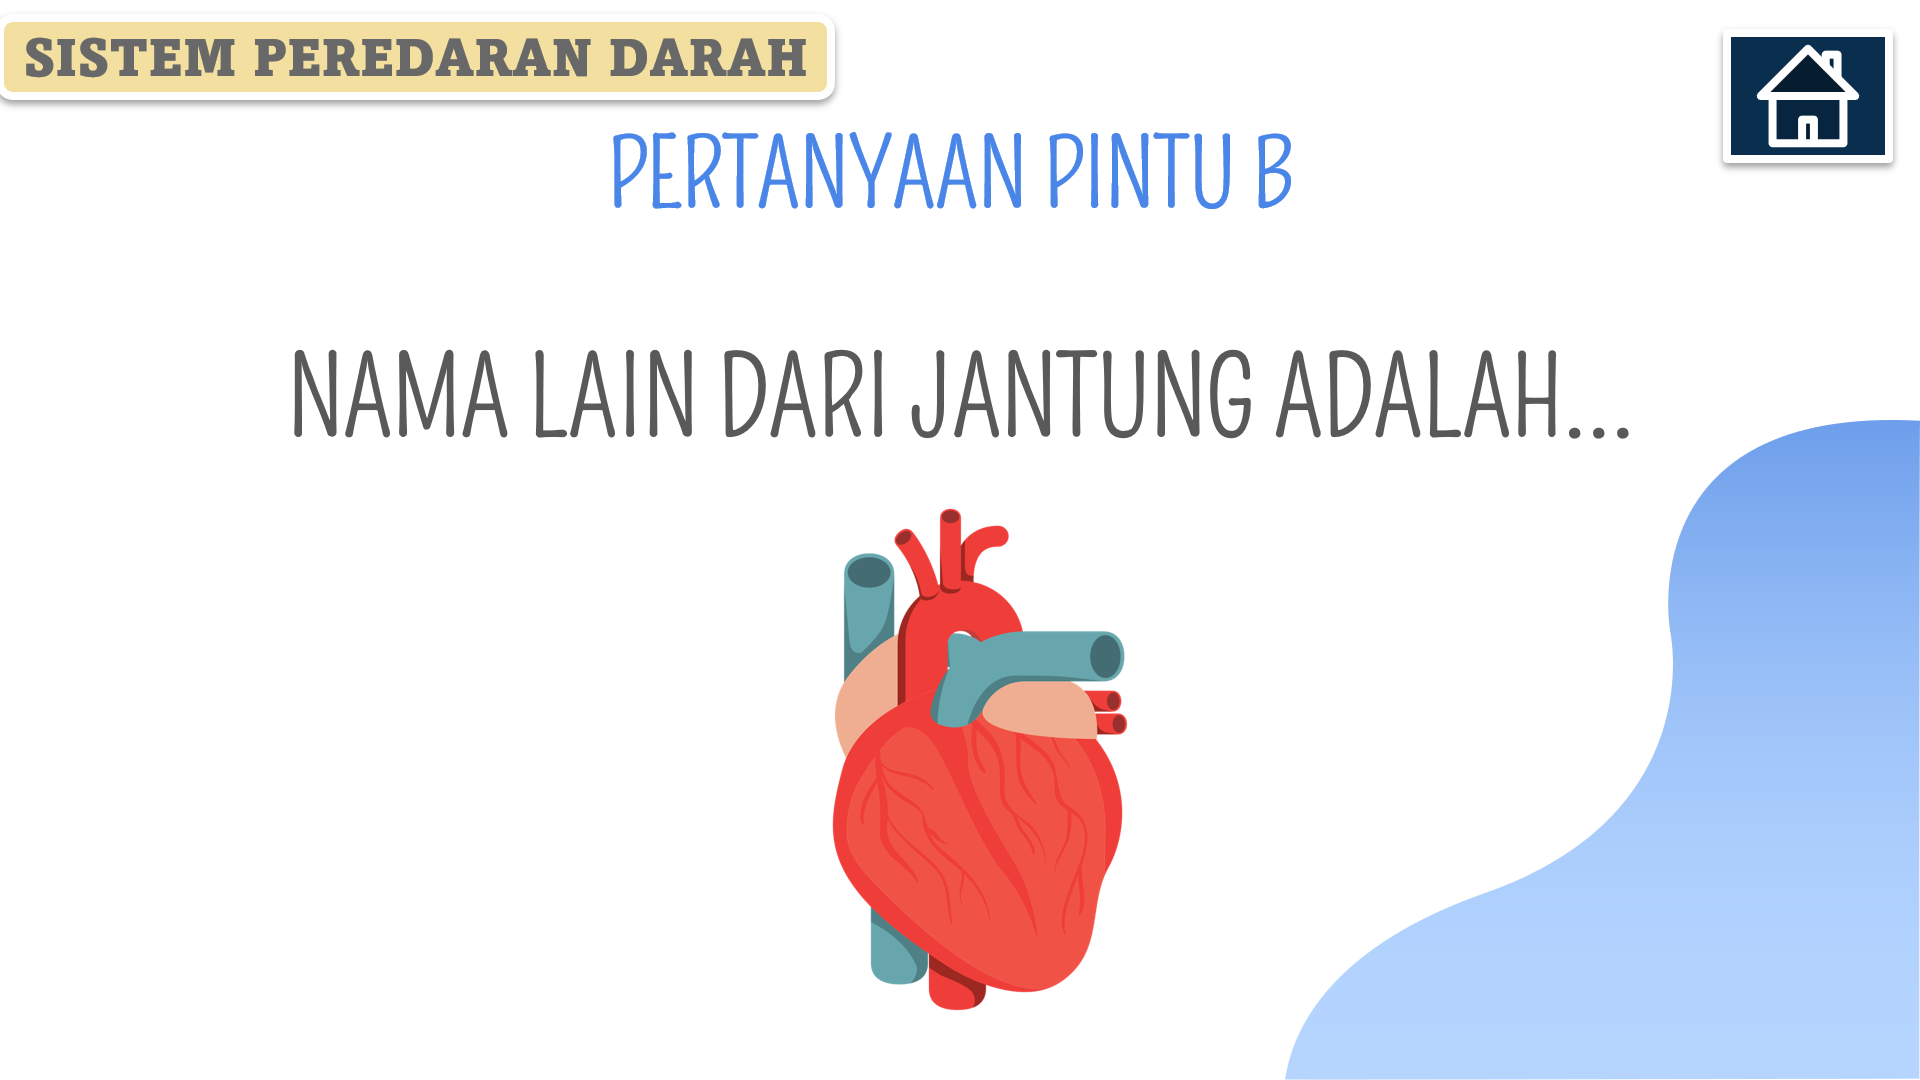 SISTEM PEREDARAN DARAH
PERTANYAAN PINTU B
NAMA LAIN DARI JANTUNG ADALAH...